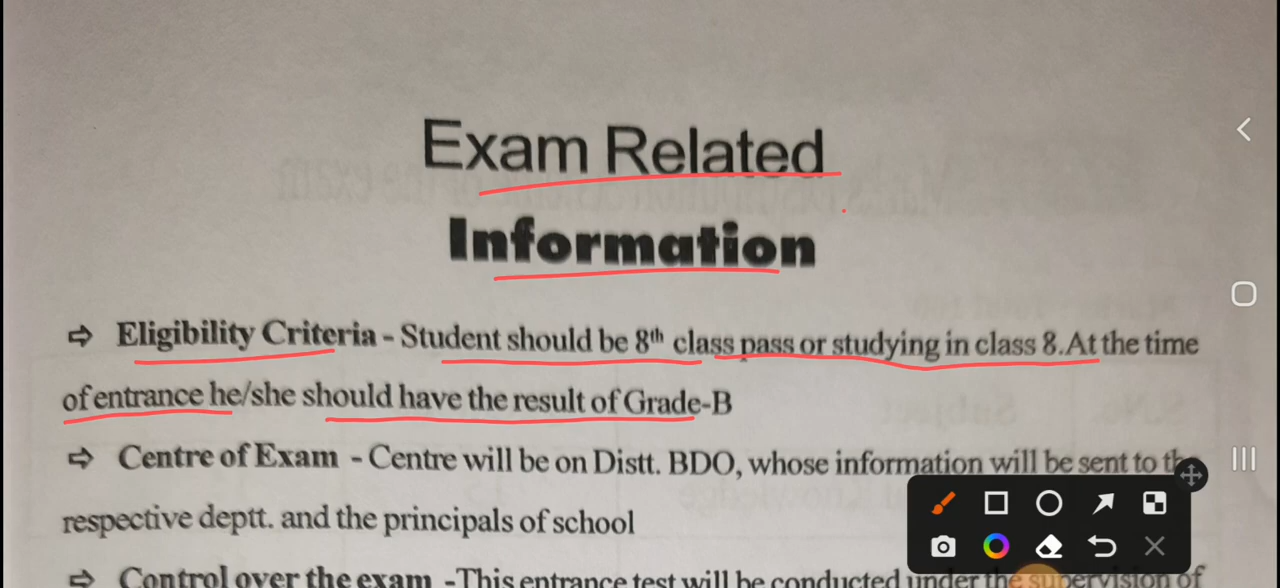 Exam Related
Information
⇨ Eligibility Criteria - Student should be 8th class pass or studying in class 8.At the time
of entrance he/she should have the result of Grade-B
⇨ Centre of Exam - Centre will be on Distt. BDO, whose information will be sent to the
respective deptt. and the principals of school
⇨ Control over the exam -This entrance test will be conducted under the supervision of